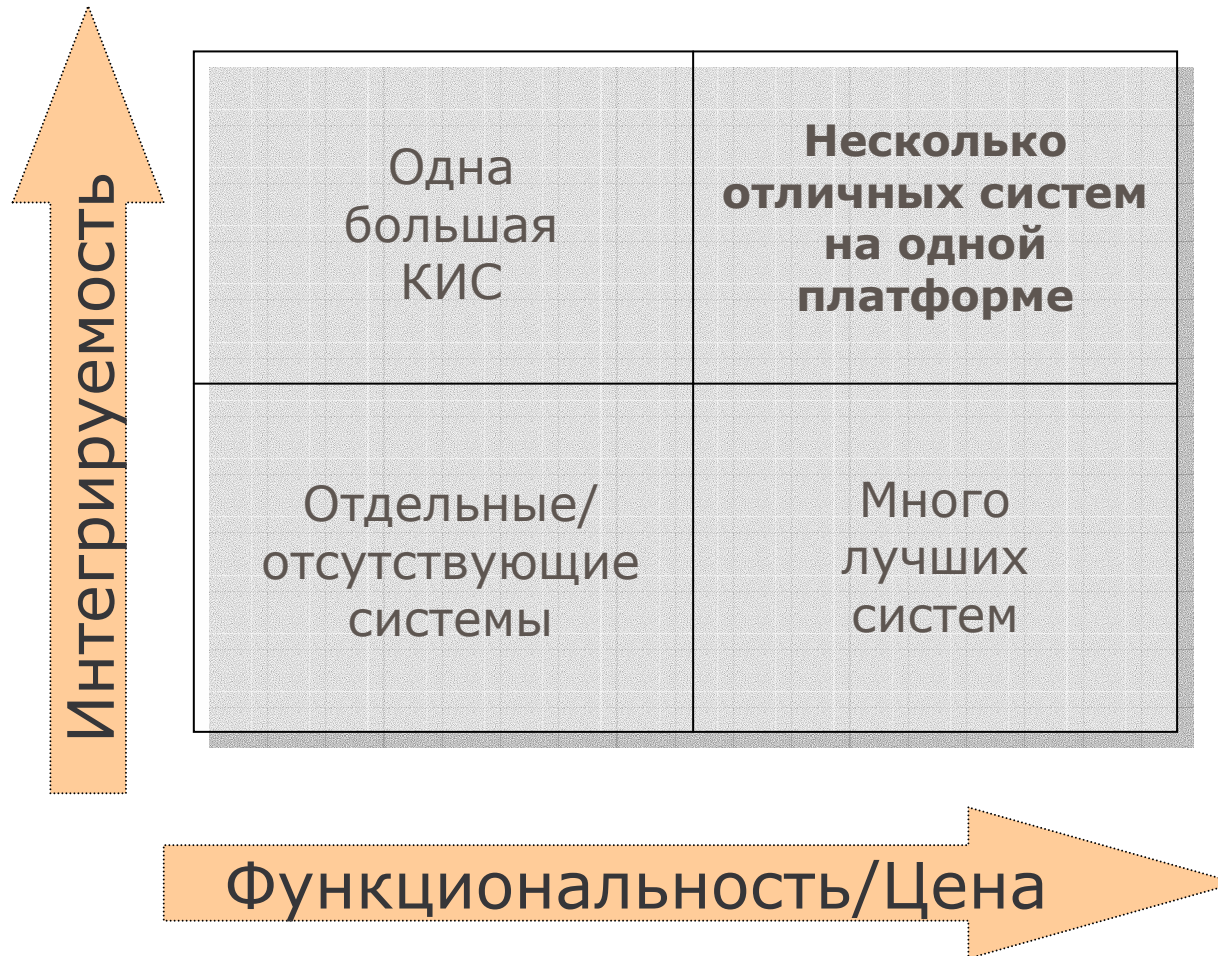 Интегрируемость
Одна
большая
КИС
Несколько
отличных систем
на одной
платформе
Отдельные/
отсутствующие
системы
Много
лучших
систем
Функциональность/Цена